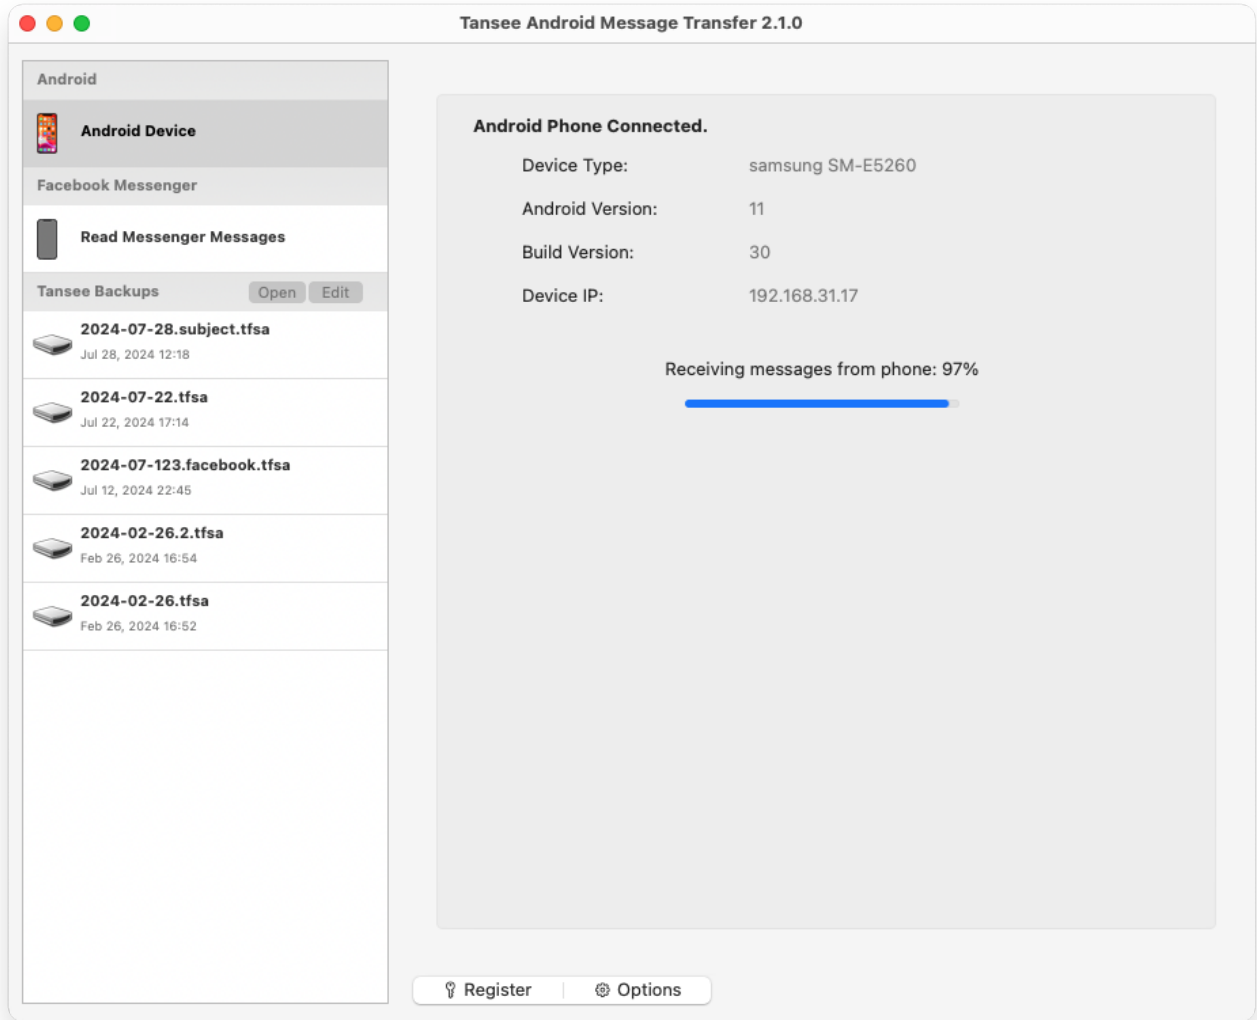 Tansee Android Message Transfer 2.1.0
Android
Android Device
Facebook Messenger
Read Messenger Messages
Tansee Backups Open Edit
2024-07-28.subject.tfsa
Jul 28, 2024 12:18
2024-07-22.tfsa
Jul 22, 2024 17:14
2024-07-123.facebook.tfsa
Jul 12, 2024 22:45
2024-02-26.2.tfsa
Feb 26, 2024 16:54
2024-02-26.tfsa
Feb 26, 2024 16:52
Android Phone Connected.
Device Type: samsung SM-E5260
Android Version: 11
Build Version: 30
Device IP: 192.168.31.17
Receiving messages from phone: 97%
Register Options